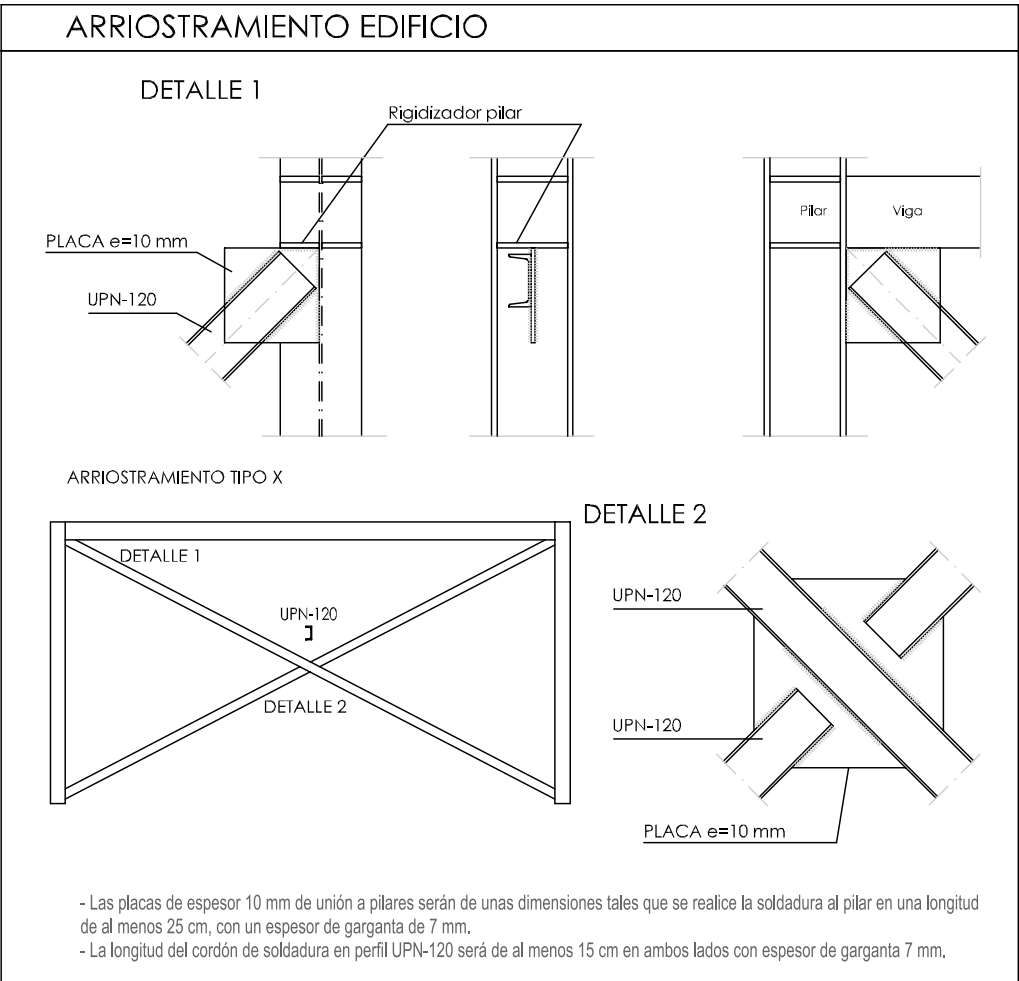 ARRIOSTRAMIENTO EDIFICIO
DETALLE 1
Rigidizador pilar
PLACA e=10 mm
UPN-120
Pilar
Viga
ARRIOSTRAMIENTO TIPO X
DETALLE 1
UPN-120
DETALLE 2
DETALLE 2
UPN-120
UPN-120
PLACA e=10 mm
- Las placas de espesor 10 mm de unión a pilares serán de unas dimensiones tales que se realice la soldadura al pilar en una longitud
de al menos 25 cm, con un espesor de garganta de 7 mm.
- La longitud del cordón de soldadura en perfil UPN-120 será de al menos 15 cm en ambos lados con espesor de garganta 7 mm.